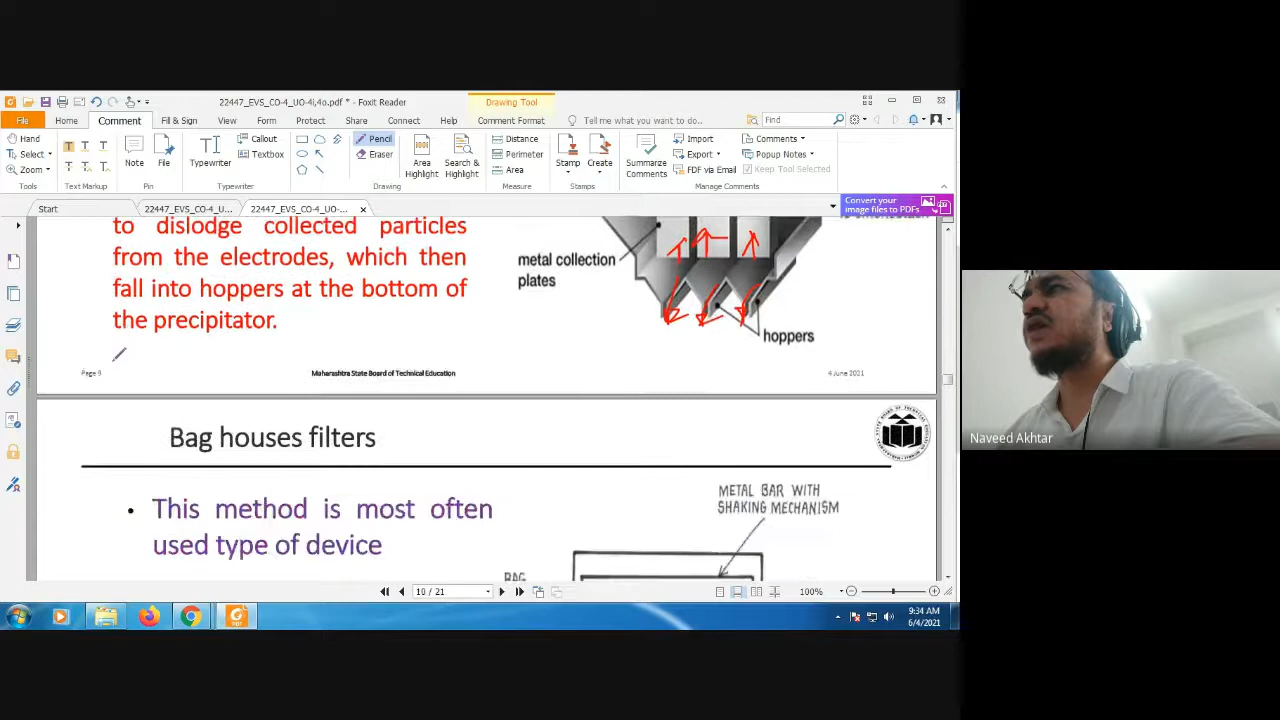 22447_EVS_CO-4_UO-4i,4o.pdf * - Foxit Reader
Drawing Tool
File
Home
Comment
Fill & Sign
View
Form
Protect
Share
Connect
Help
Comment Format
Tell me what you want to do..
Find
Hand
Select
Zoom
Tools
Text Markup
Note
File
Pin
Typewriter
Callout
Textbox
Typewriter
Pencil
Eraser
Area
Highlight
Search &
Highlight
Drawing
Distance
Perimeter
Area
Measure
Stamp
Create
Stamps
Summarize
Comments
Import
Export
FDF via Email
Comments
Popup Notes
Keep Tool Selected
Manage Comments
Start
22447_EVS_CO-4_U...
22447_EVS_CO-4_UO-...
Convert your
image files to PDFs
to dislodge collected particles
from the electrodes, which then
fall into hoppers at the bottom of
the precipitator.
metal collection
plates
hoppers
Page 9
Maharashtra State Board of Technical Education
4 June 2021
Bag houses filters
• This method is most often
used type of device
METAL BAR WITH
SHAKING MECHANISM
BAG
10 / 21
100%
9:34 AM
6/4/2021
Naveed Akhtar